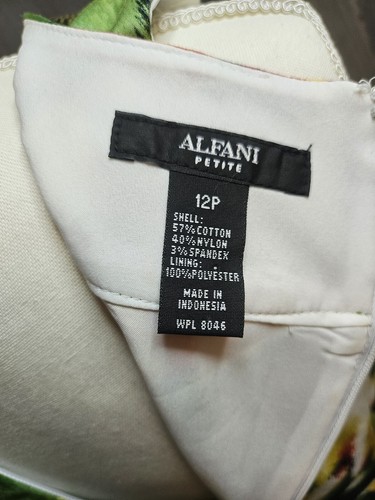 ALFANI
PETITE
12P
SHELL:
57%COTTON
40%NYLON
3%SPANDEX
LINING:
100%POLYESTER
MADE IN
INDONESIA
WPL 8046